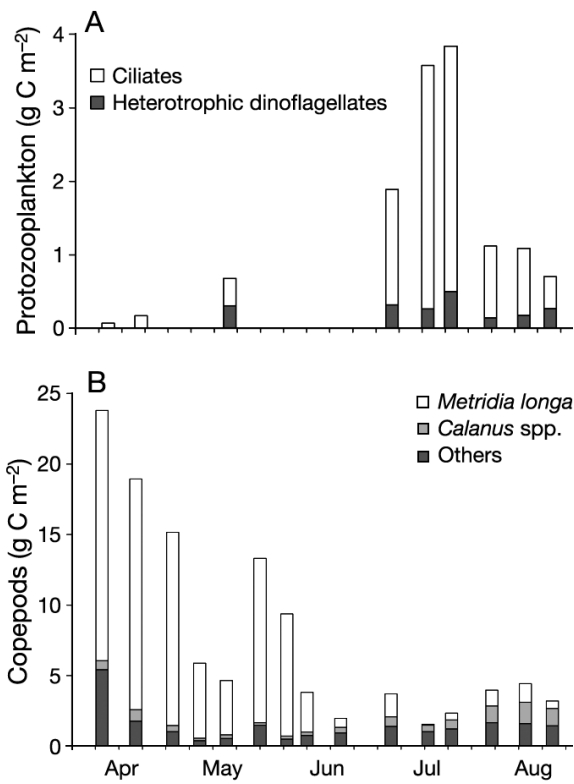 A
Protozooplankton (g C m⁻²)
4
3
2
1
0
Ciliates
Heterotrophic dinoflagellates
B
Copepods (g C m⁻²)
25
20
15
10
5
0
Metridia longa
Calanus spp.
Others
Apr May Jun Jul Aug